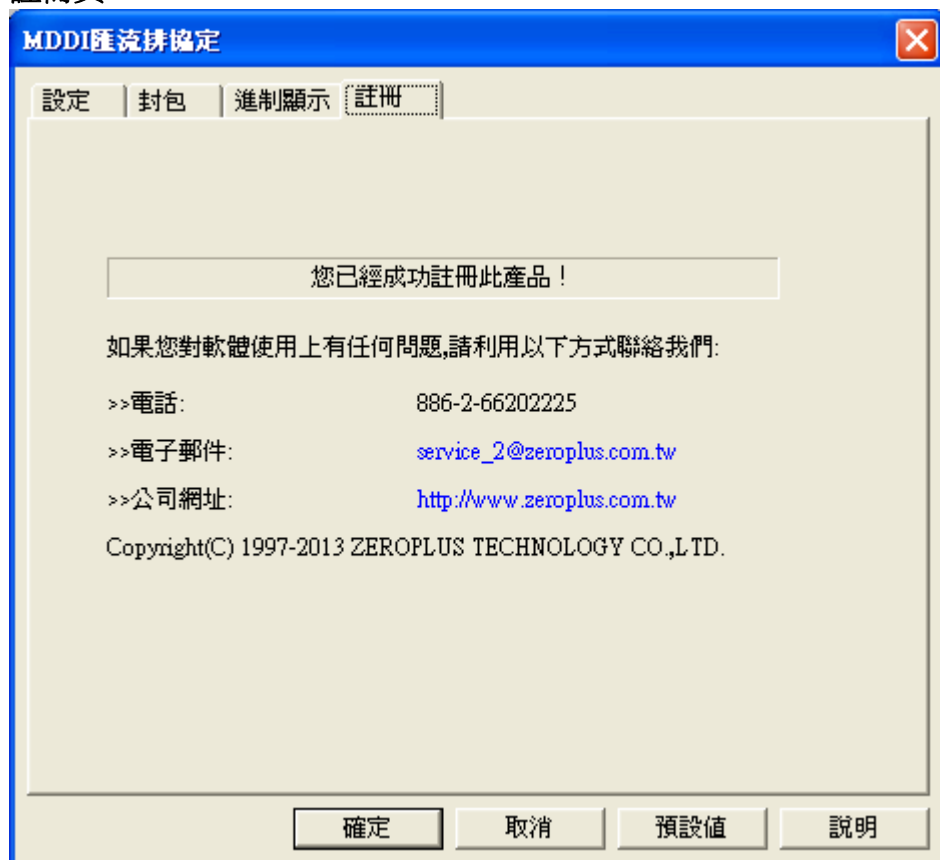 MDDI匯流排協定
設定 封包 進制顯示 註冊
您已經成功註冊此產品！
如果您對軟體使用上有任何問題,請利用以下方式聯絡我們:
>>電話: 886-2-66202225
>>電子郵件: service_2@zeroplus.com.tw
>>公司網址: http://www.zeroplus.com.tw
Copyright(C) 1997-2013 ZEROPLUS TECHNOLOGY CO.,LTD.
確定 取消 預設值 說明